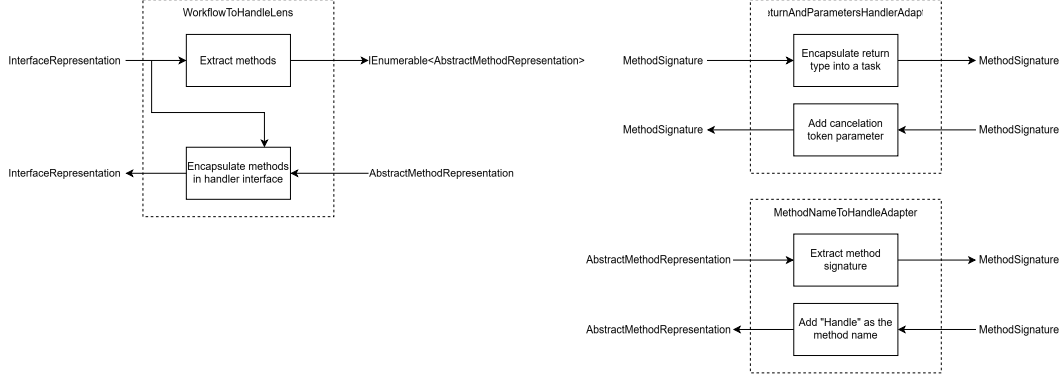 WorkflowToHandleLens
InterfaceRepresentation
Extract methods
IEnumerable<AbstractMethodRepresentation>
InterfaceRepresentation
Encapsulate methods
in handler interface
AbstractMethodRepresentation
turnAndParametersHandlerAdap
MethodSignature
Encapsulate return
type into a task
MethodSignature
MethodSignature
Add cancelation
token parameter
MethodSignature
MethodNameToHandleAdapter
AbstractMethodRepresentation
Extract method
signature
MethodSignature
AbstractMethodRepresentation
Add "Handle" as the
method name
MethodSignature